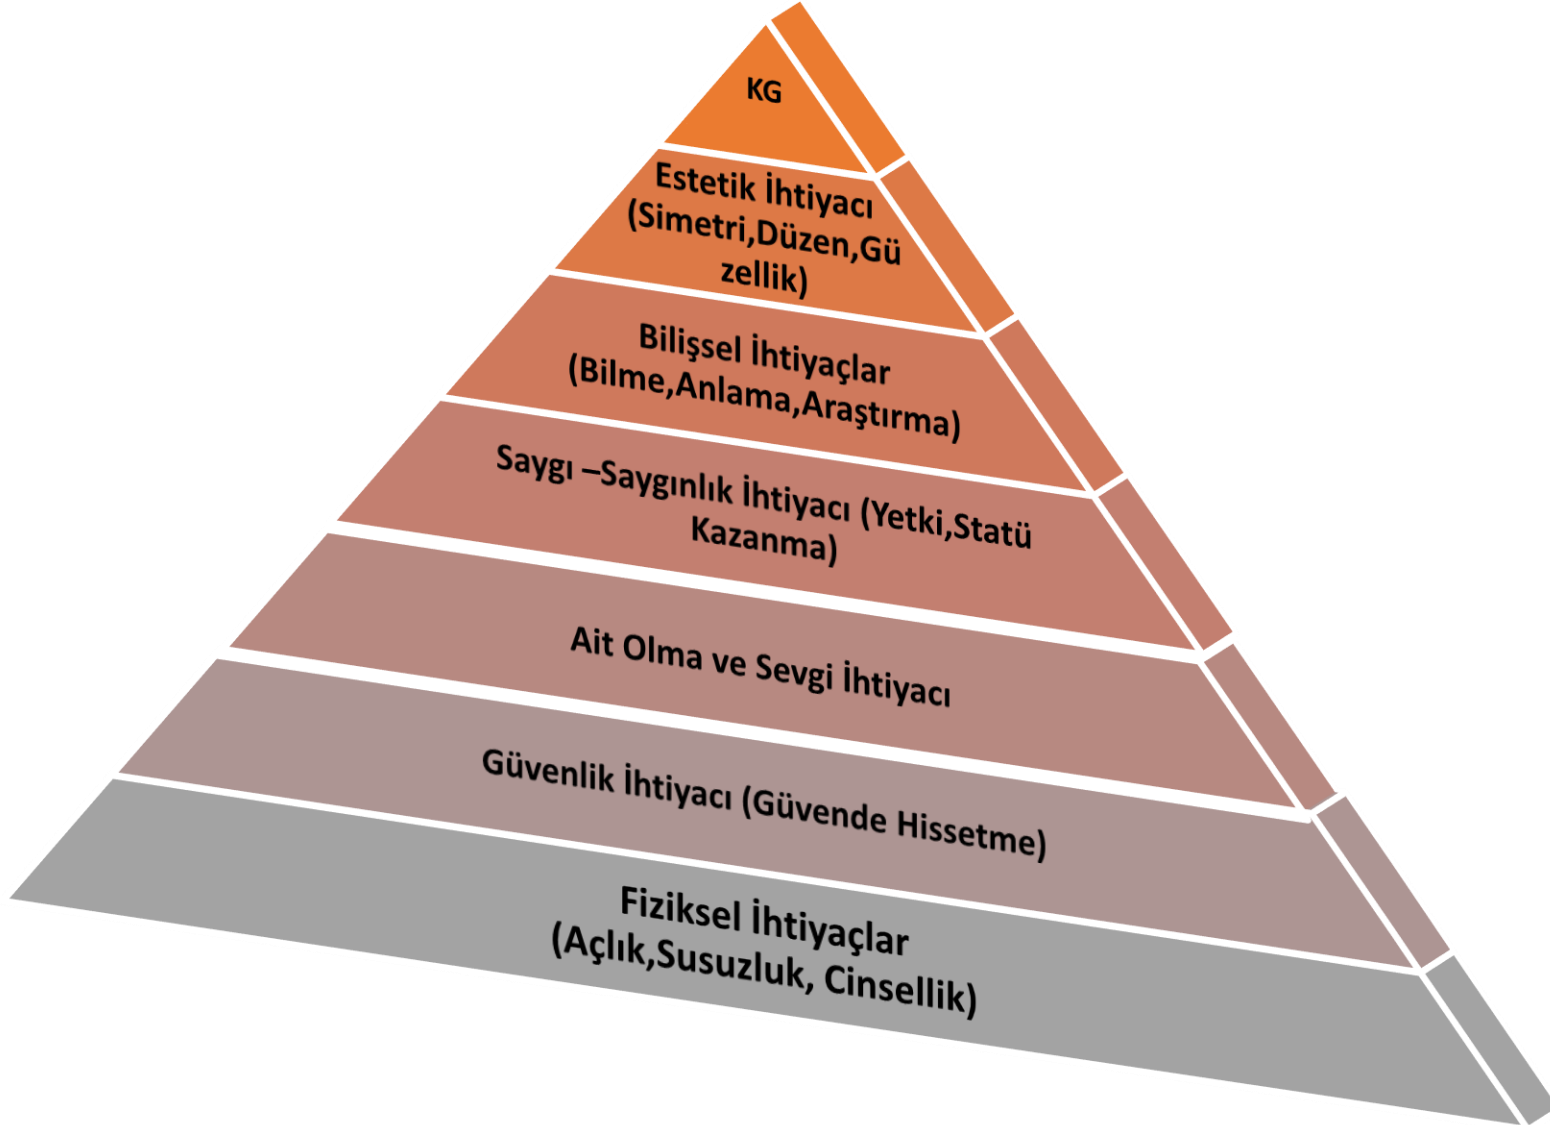 KG
Estetik İhtiyacı
(Simetri,Düzen,Gü
zellik)
Bilişsel İhtiyaçlar
(Bilme,Anlama,Araştırma)
Saygı –Saygınlık İhtiyacı (Yetki,Statü
Kazanma)
Ait Olma ve Sevgi İhtiyacı
Güvenlik İhtiyacı (Güvende Hissetme)
Fiziksel İhtiyaçlar
(Açlık,Susuzluk, Cinsellik)